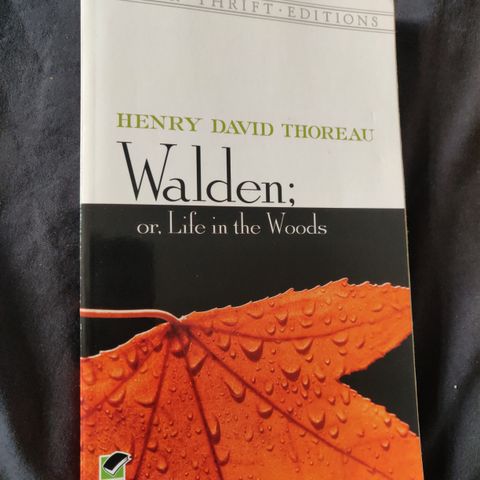 THRIFT · EDITIONS
HENRY DAVID THOREAU
Walden;
or, Life in the Woods